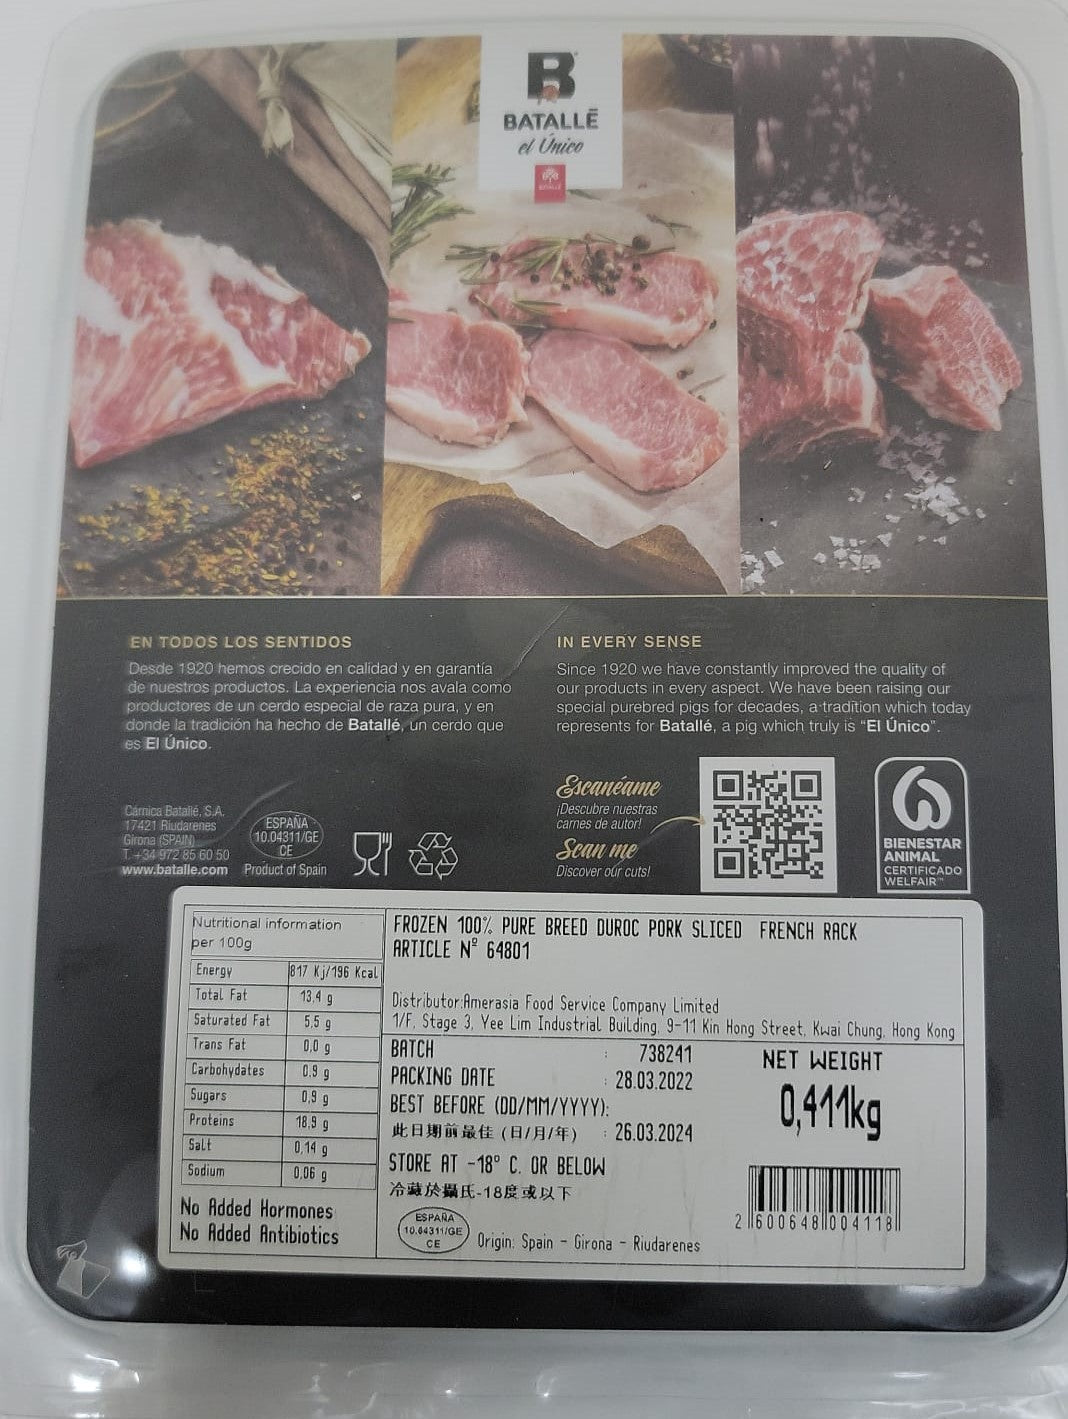 B
BATALLĒ
el Único
BATALLĒ
EN TODOS LOS SENTIDOS
Desde 1920 hemos crecido en calidad y en garantía
de nuestros productos. La experiencia nos avala como
productores de un cerdo especial de raza pura, y en
donde la tradición ha hecho de Batallé, un cerdo que
es El Único.
IN EVERY SENSE
Since 1920 we have constantly improved the quality of
our products in every aspect. We have been raising our
special purebred pigs for decades, a tradition which today
represents for Batallé, a pig which truly is “El Único”.
Cárnica Batallé, S.A.
17421 Riudarenes
Girona (SPAIN)
T. +34 972 85 60 50
www.batalle.com
ESPAÑA
10.04311/GE
CE
Product of Spain
Escanéame
¡Descubre nuestras
carnes de autor!
Scan me
Discover our cuts!
BIENESTAR
ANIMAL
CERTIFICADO
WELFAIR™
Nutritional information
per 100g
Energy 817 Kj/196 Kcal
Total Fat 13,4 g
Saturated Fat 5,5 g
Trans Fat 0,0 g
Carbohydates 0,9 g
Sugars 0,9 g
Proteins 18,9 g
Salt 0,14 g
Sodium 0,06 g
No Added Hormones
No Added Antibiotics
FROZEN 100% PURE BREED DUROC PORK SLICED FRENCH RACK
ARTICLE Nº 64801
Distributor:Amerasia Food Service Company Limited
1/F, Stage 3, Yee Lim Industrial Building, 9-11 Kin Hong Street, Kwai Chung, Hong Kong
BATCH : 738241
PACKING DATE : 28.03.2022
BEST BEFORE (DD/MM/YYYY):
此日期前最佳 (日/月/年) : 26.03.2024
STORE AT -18° C. OR BELOW
冷藏於攝氏-18度或以下
NET WEIGHT
0,411kg
ESPAÑA
10.04311/GE
CE
Origin: Spain - Girona - Riudarenes
2 600648 004118